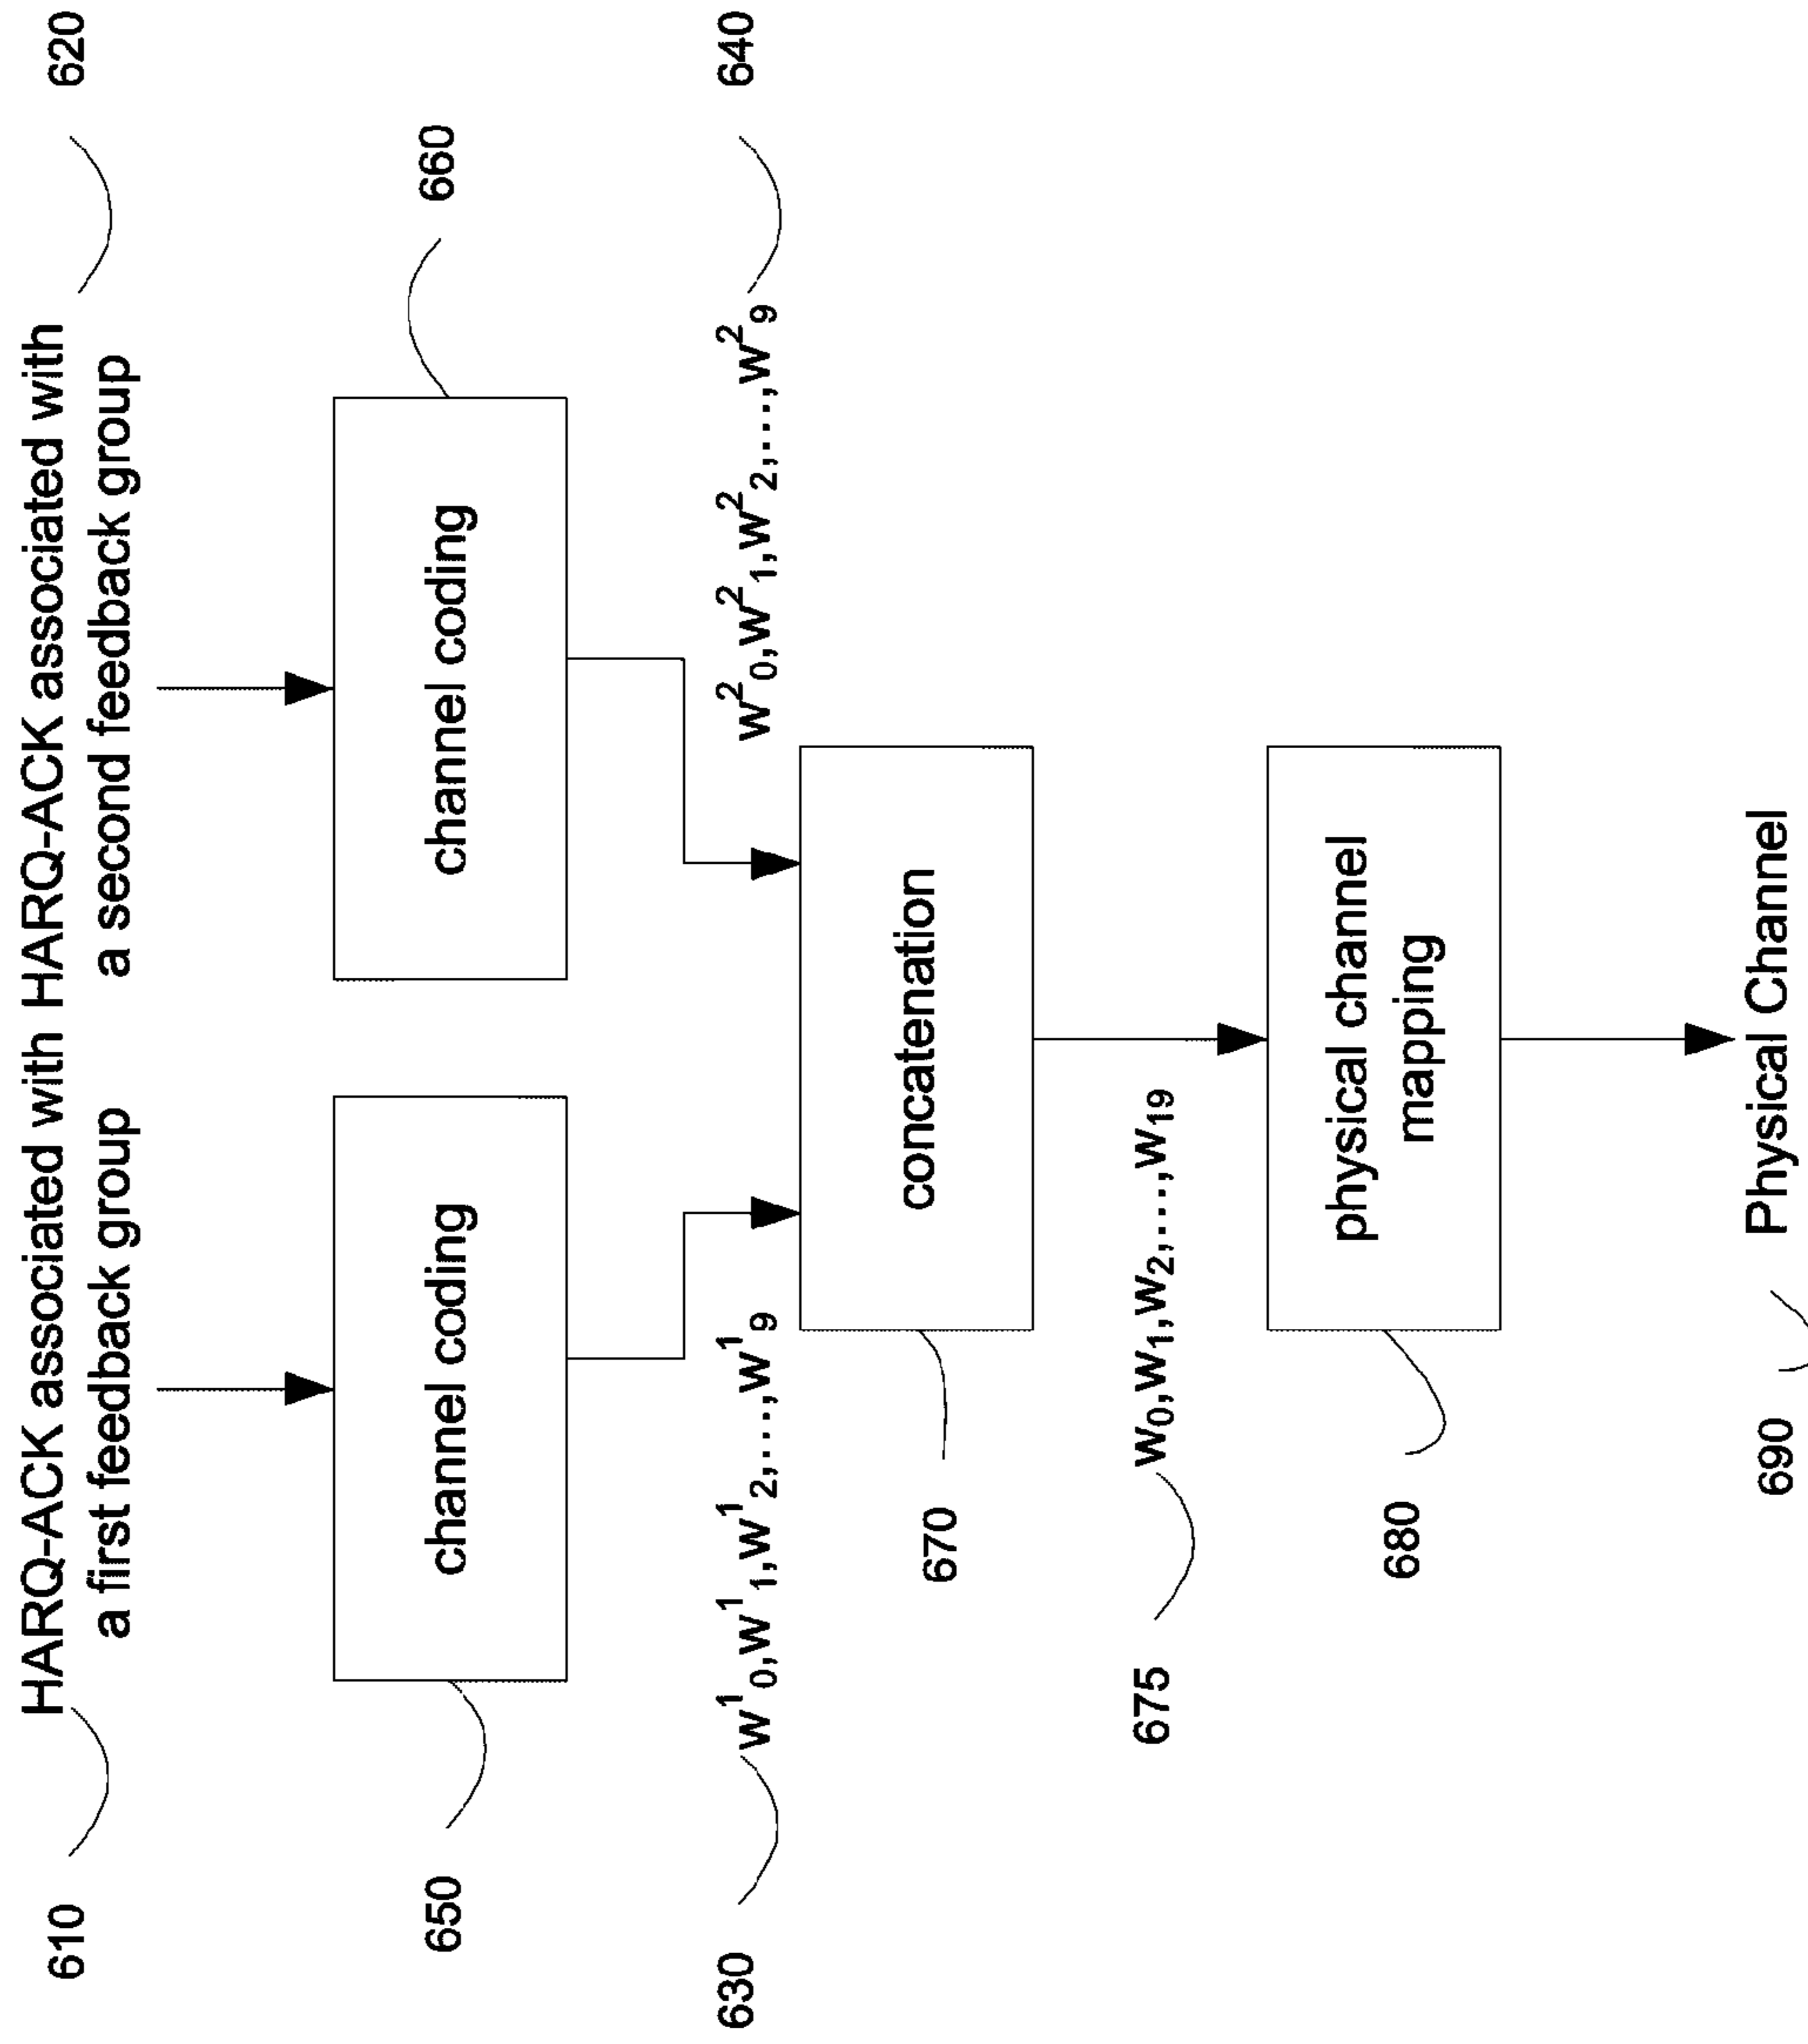 610
HARQ-ACK associated with
a first feedback group
HARQ-ACK associated with
a second feedback group
620
650
channel coding
channel coding
660
630
w¹₀,w¹₁,w¹₂,...,w¹₉
w²₀,w²₁,w²₂,...,w²₉
640
670
concatenation
675
w₀,w₁,w₂,...,w₁₉
680
physical channel
mapping
690
Physical Channel